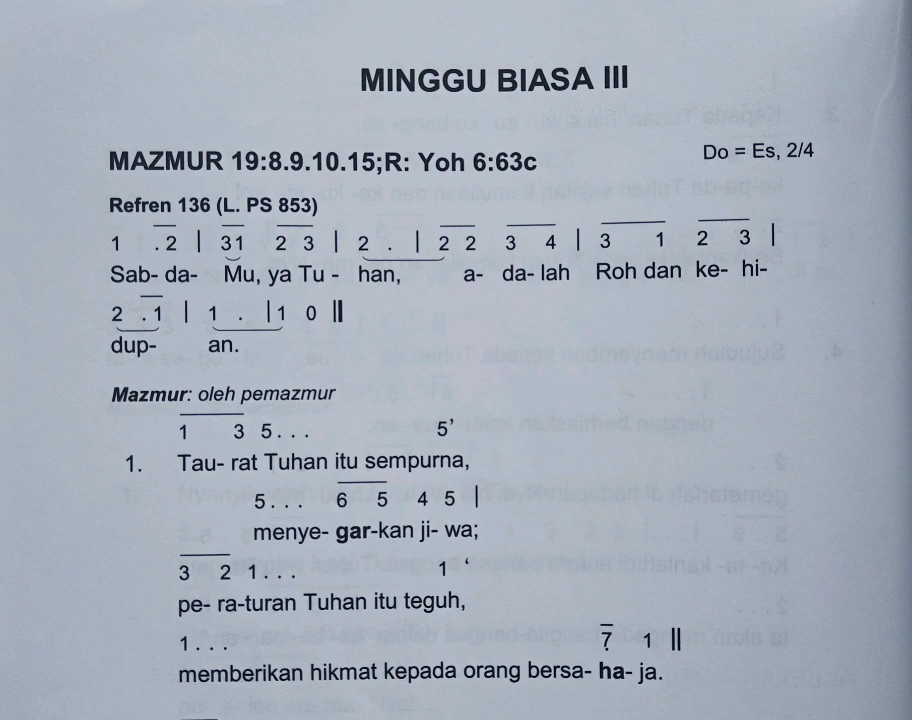 MINGGU BIASA III
MAZMUR 19:8.9.10.15;R: Yoh 6:63c
Do = Es, 2/4
Refren 136 (L. PS 853)
1 . 2 | 31 2 3 | 2 . | 2 2 3 4 | 3 1 2 3 |
Sab- da- Mu, ya Tu - han, a- da- lah Roh dan ke- hi-
2 . 1 | 1 . | 1 0 ||
dup- an.
Mazmur: oleh pemazmur
1 3 5 . . . 5’
1. Tau- rat Tuhan itu sempurna,
5 . . . 6 5 4 5 |
menye- gar-kan ji- wa;
3 2 1 . . . 1 ‘
pe- ra-turan Tuhan itu teguh,
1 . . . 7 1 ||
memberikan hikmat kepada orang bersa- ha- ja.